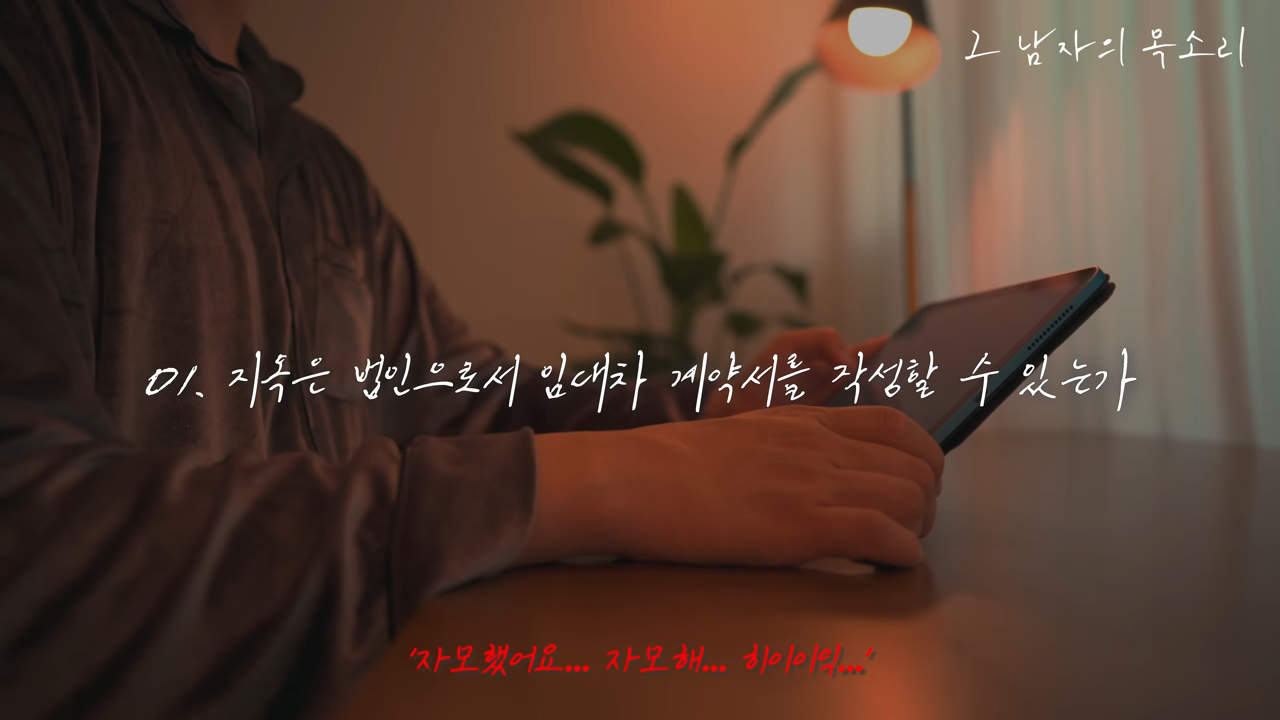 그 남자의 목소리
01. 지옥은 법인으로서 임대차 계약서를 작성할 수 있는가
'자모했어요... 자모해... 히이이익...'